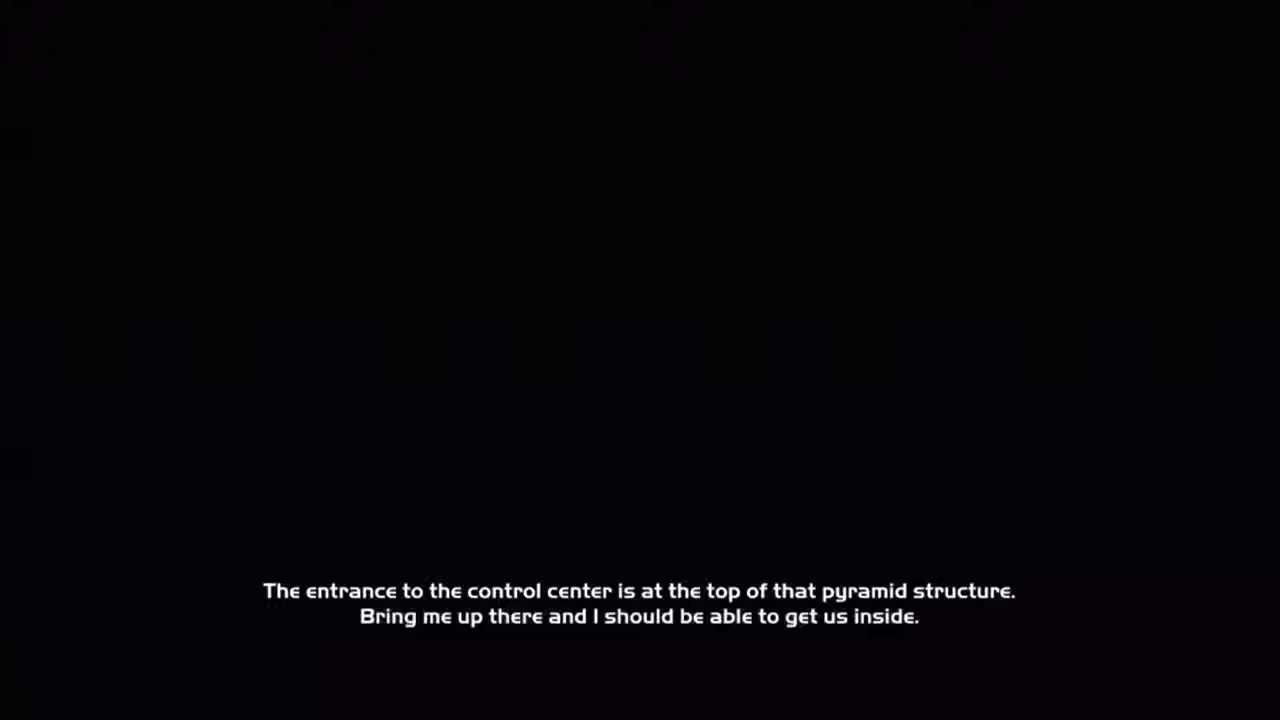 The entrance to the control center is at the top of that pyramid structure.
Bring me up there and I should be able to get us inside.